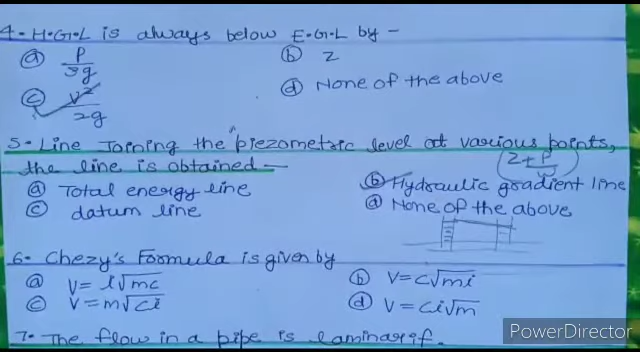 4. H.G.L is always below E.G.L by -
(a) P/ρg (b) Z
(c) V²/2g (d) None of the above
5. Line Joining the piezometric level at various points,
the line is obtained - (Z + P/w)
(a) Total energy line (b) Hydraulic gradient line
(c) datum line (d) None of the above
6. Chezy's Formula is given by
(a) V = i√mc (b) V = C√mi
(c) V = m√ci (d) V = Ci√m
7. The flow in a pipe is laminar if.
PowerDirector